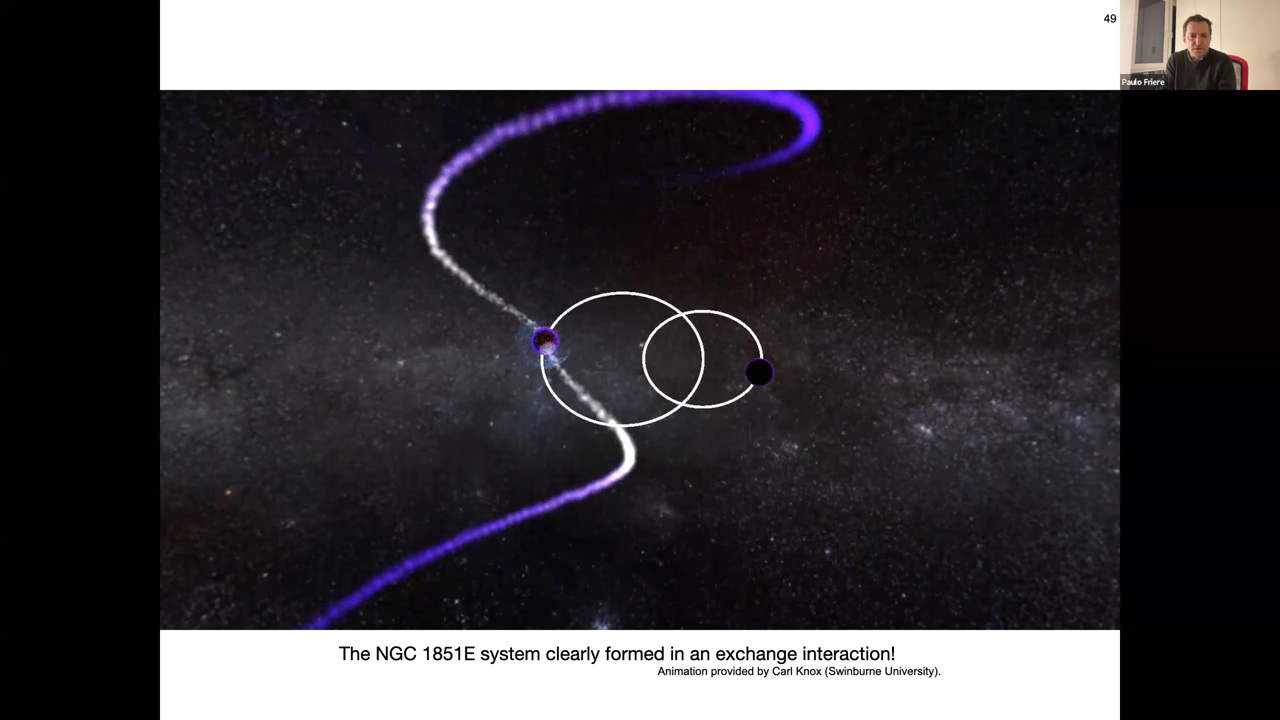 49
Paulo Friere
The NGC 1851E system clearly formed in an exchange interaction!
Animation provided by Carl Knox (Swinburne University).